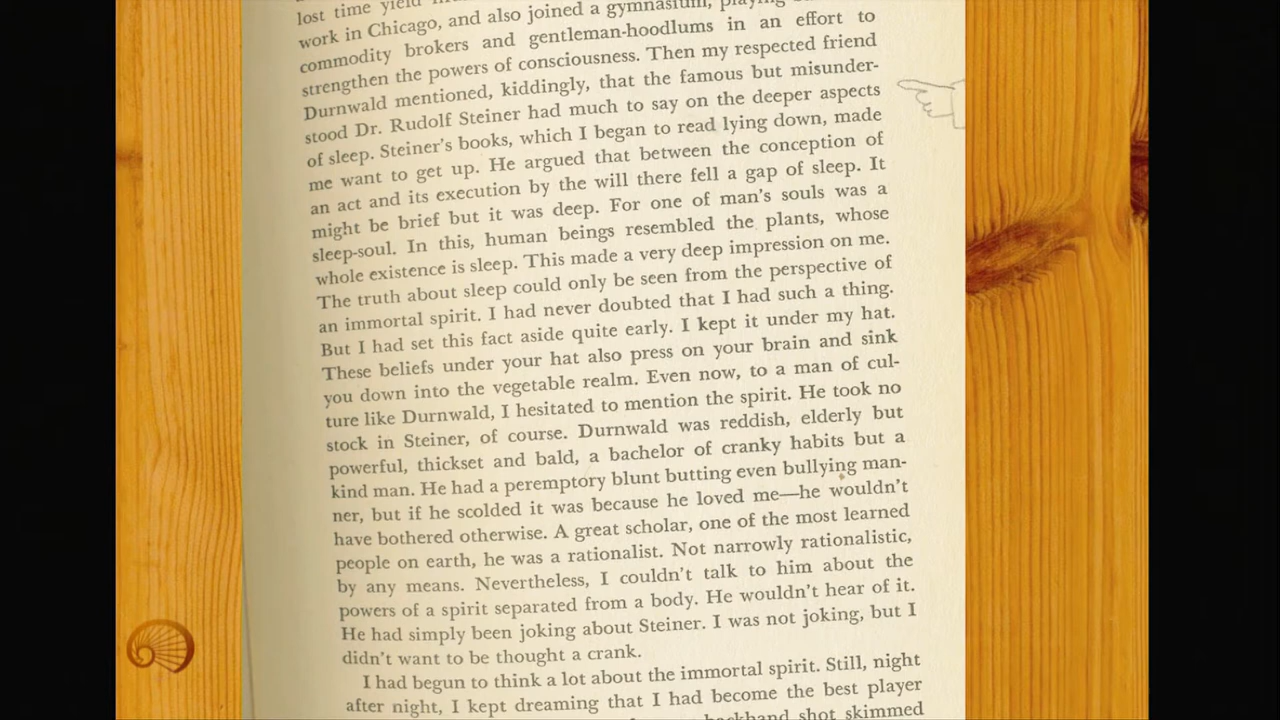 lost time yield
work in Chicago, and also joined a gymnasium, playing
commodity brokers and gentleman-hoodlums in an effort to
strengthen the powers of consciousness. Then my respected friend
Durnwald mentioned, kiddingly, that the famous but misunder-
stood Dr. Rudolf Steiner had much to say on the deeper aspects
of sleep. Steiner's books, which I began to read lying down, made
me want to get up. He argued that between the conception of
an act and its execution by the will there fell a gap of sleep. It
might be brief but it was deep. For one of man's souls was a
sleep-soul. In this, human beings resembled the plants, whose
whole existence is sleep. This made a very deep impression on me.
The truth about sleep could only be seen from the perspective of
an immortal spirit. I had never doubted that I had such a thing.
But I had set this fact aside quite early. I kept it under my hat.
These beliefs under your hat also press on your brain and sink
you down into the vegetable realm. Even now, to a man of cul-
ture like Durnwald, I hesitated to mention the spirit. He took no
stock in Steiner, of course. Durnwald was reddish, elderly but
powerful, thickset and bald, a bachelor of cranky habits but a
kind man. He had a peremptory blunt butting even bullying man-
ner, but if he scolded it was because he loved me—he wouldn't
have bothered otherwise. A great scholar, one of the most learned
people on earth, he was a rationalist. Not narrowly rationalistic,
by any means. Nevertheless, I couldn't talk to him about the
powers of a spirit separated from a body. He wouldn't hear of it.
He had simply been joking about Steiner. I was not joking, but I
didn't want to be thought a crank.
I had begun to think a lot about the immortal spirit. Still, night
after night, I kept dreaming that I had become the best player
backhand shot skimmed